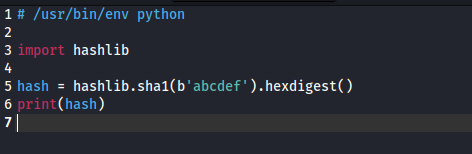 1 # /usr/bin/env python
2
3 import hashlib
4
5 hash = hashlib.sha1(b'abcdef').hexdigest()
6 print(hash)
7